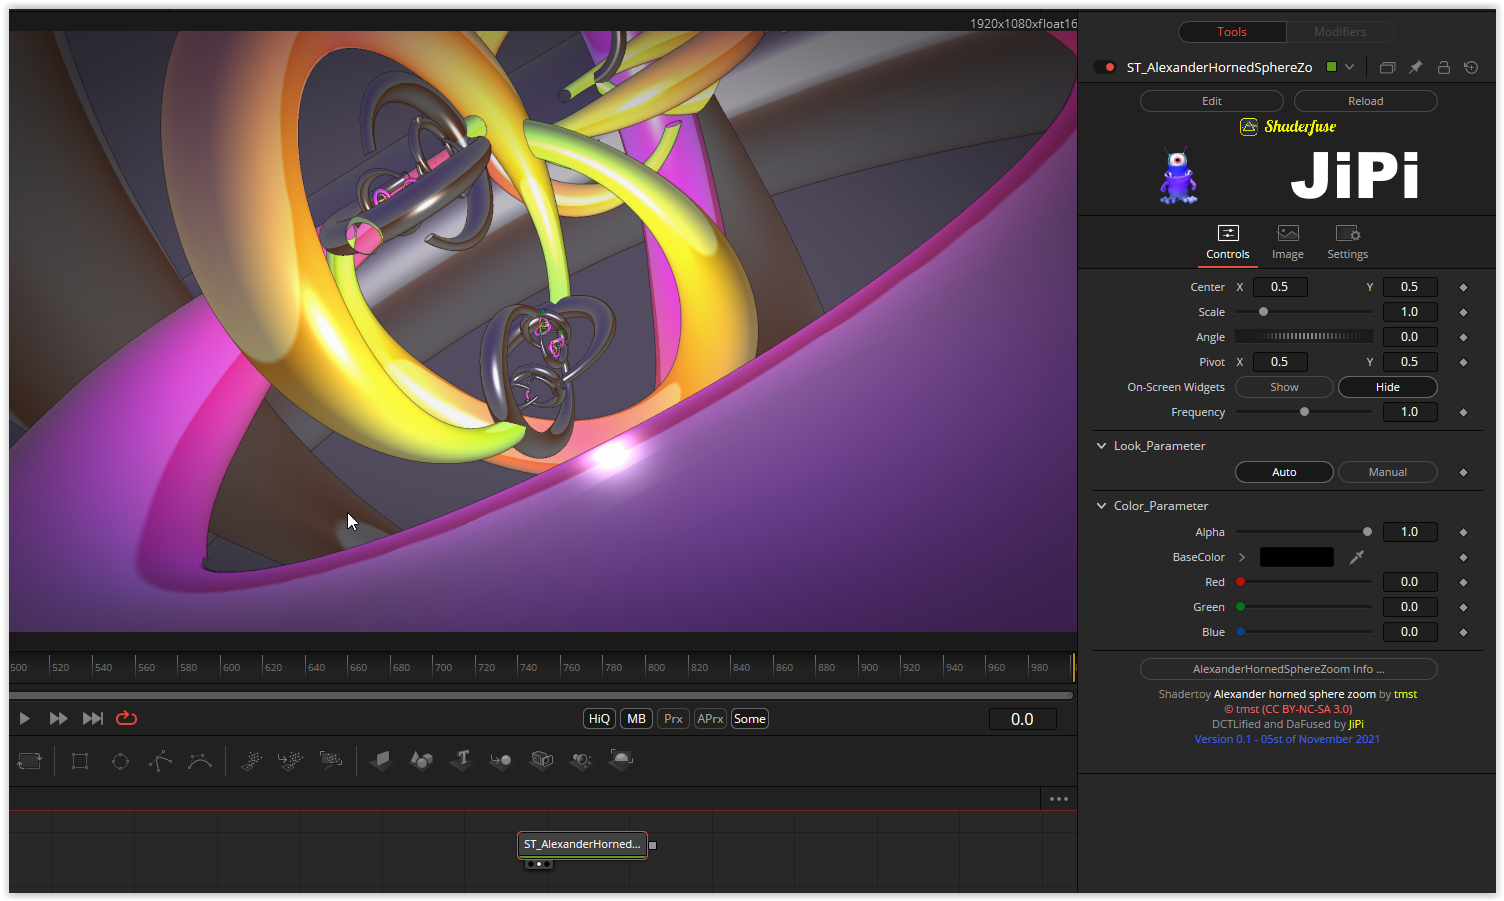 1920x1080xfloat16
Tools
Modifiers
ST_AlexanderHornedSphereZo
Edit
Reload
Shaderfuse
JiPi
Controls
Image
Settings
Center X 0.5 Y 0.5
Scale 1.0
Angle 0.0
Pivot X 0.5 Y 0.5
On-Screen Widgets Show Hide
Frequency 1.0
Look_Parameter
Auto Manual
Color_Parameter
Alpha 1.0
BaseColor
Red 0.0
Green 0.0
Blue 0.0
AlexanderHornedSphereZoom Info ...
Shadertoy Alexander horned sphere zoom by tmst
© tmst (CC BY-NC-SA 3.0)
DCTLified and DaFused by JiPi
Version 0.1 - 05st of November 2021
500 520 540 560 580 600 620 640 660 680 700 720 740 760 780 800 820 840 860 880 900 920 940 960 980
HiQ MB Prx APrx Some 0.0
ST_AlexanderHorned...